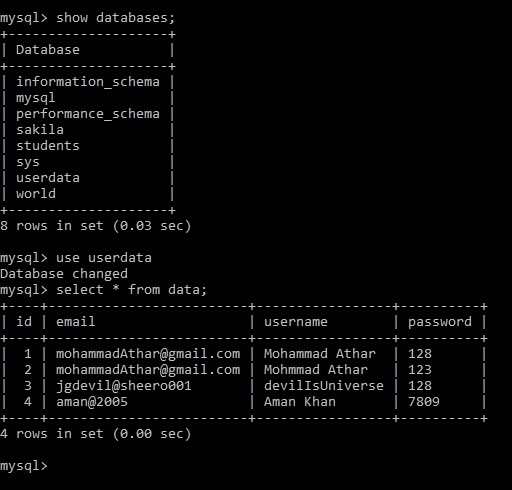 mysql> show databases;
+--------------------+
| Database           |
+--------------------+
| information_schema |
| mysql              |
| performance_schema |
| sakila             |
| students           |
| sys                |
| userdata           |
| world              |
+--------------------+
8 rows in set (0.03 sec)
mysql> use userdata
Database changed
mysql> select * from data;
+----+-------------------------+-----------------+----------+
| id | email                   | username        | password |
+----+-------------------------+-----------------+----------+
|  1 | mohammadAthar@gmail.com | Mohammad Athar  | 128      |
|  2 | mohammadAthar@gmail.com | Mohmmad Athar   | 123      |
|  3 | jgdevil@sheero001       | devilIsUniverse | 128      |
|  4 | aman@2005               | Aman Khan       | 7809     |
+----+-------------------------+-----------------+----------+
4 rows in set (0.00 sec)
mysql>